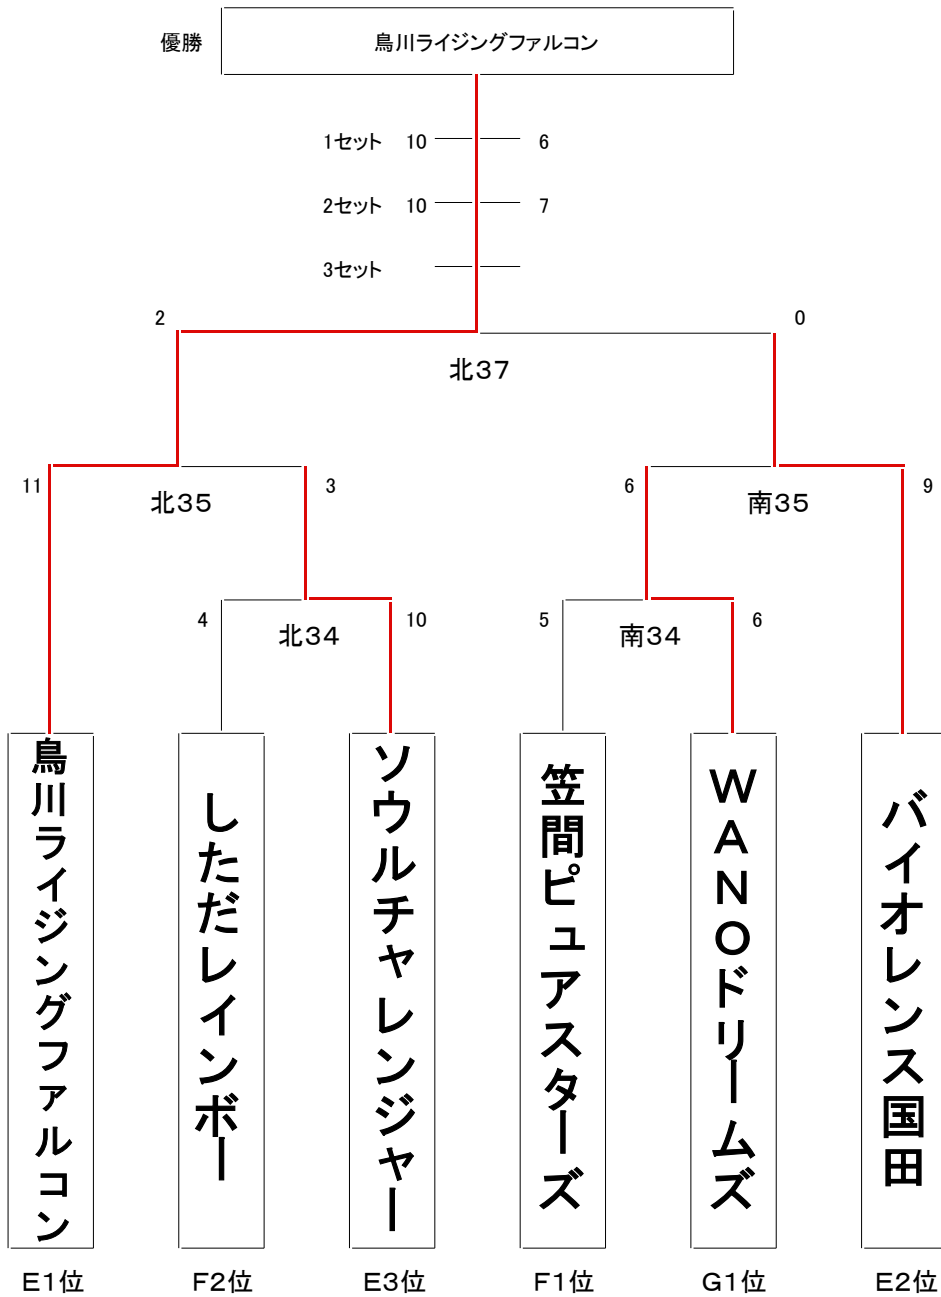 優勝 鳥川ライジングファルコン
1セット 10 6
2セット 10 7
3セット
2 0
北37
11 3 6 9
北35 南35
4 10 5 6
北34 南34
鳥川ライジングファルコン
しただレインボー
ソウルチャレンジャー
笠間ピュアスターズ
WANOドリームズ
バイオレンス国田
E1位 F2位 E3位 F1位 G1位 E2位